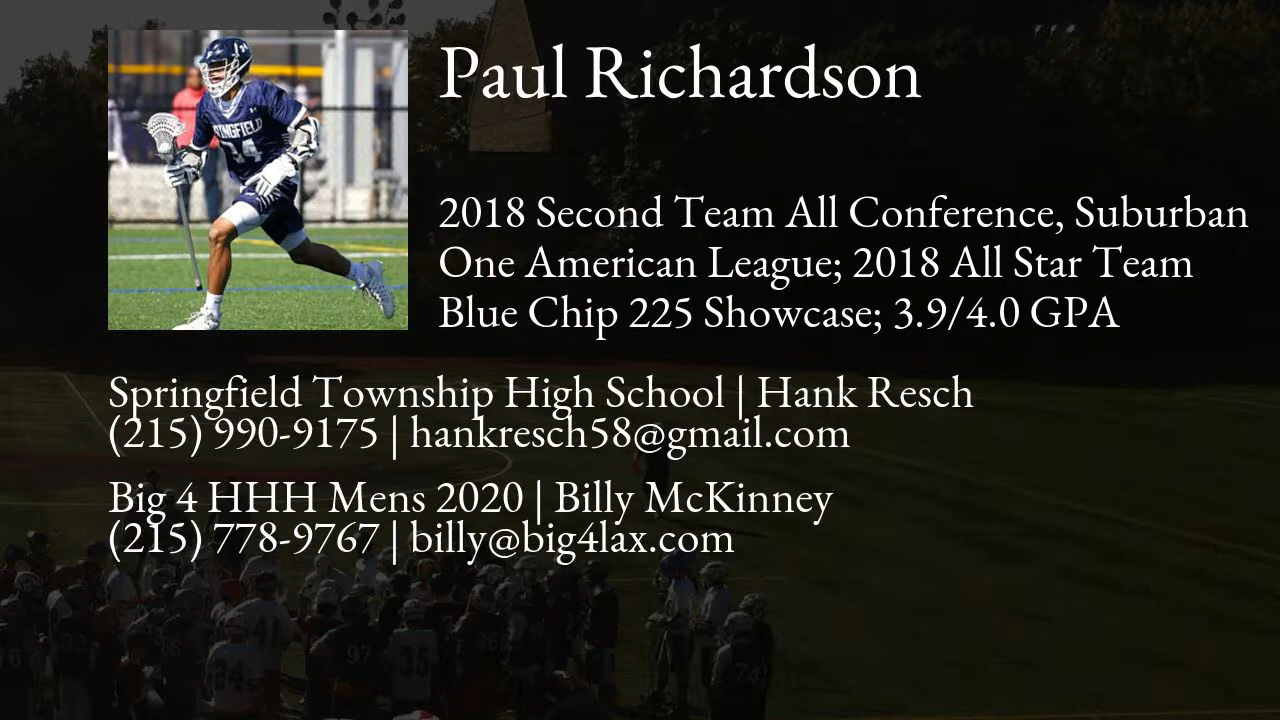 Paul Richardson
2018 Second Team All Conference, Suburban
One American League; 2018 All Star Team
Blue Chip 225 Showcase; 3.9/4.0 GPA
Springfield Township High School | Hank Resch
(215) 990-9175 | hankresch58@gmail.com
Big 4 HHH Mens 2020 | Billy McKinney
(215) 778-9767 | billy@big4lax.com